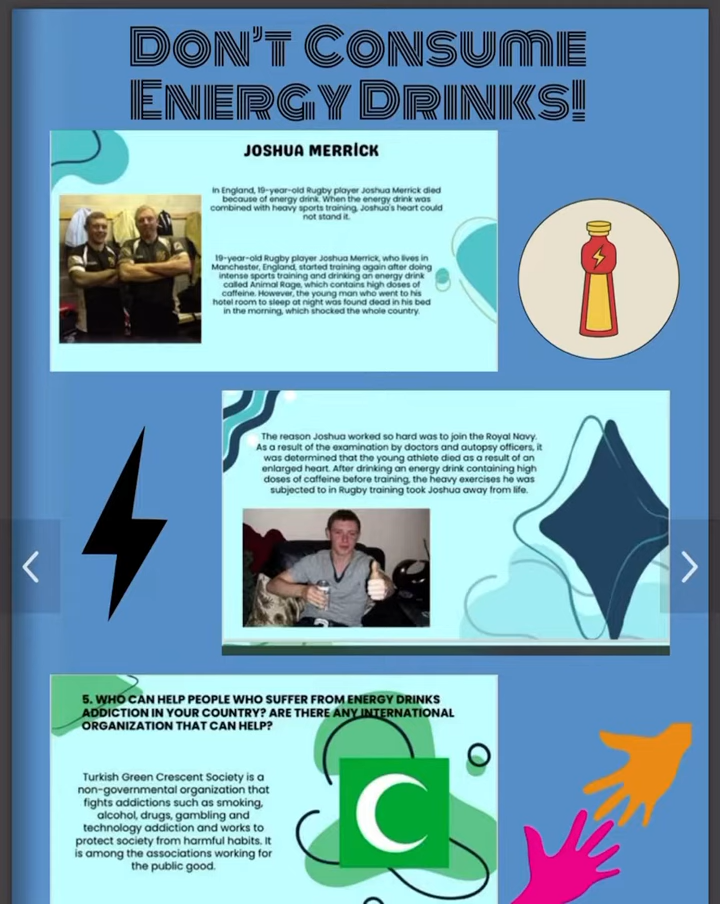 DON'T CONSUME
ENERGY DRINKS!
JOSHUA MERRİCK
In England, 19-year-old Rugby player Joshua Merrick died
because of energy drink. When the energy drink was
combined with heavy sports training, Joshua's heart could
not stand it.
19-year-old Rugby player Joshua Merrick, who lives in
Manchester, England, started training again after doing
intense sports training and drinking an energy drink
called Animal Rage, which contains high doses of
caffeine. However, the young man who went to his
hotel room to sleep at night was found dead in his bed
in the morning, which shocked the whole country.
The reason Joshua worked so hard was to join the Royal Navy.
As a result of the examination by doctors and autopsy officers, it
was determined that the young athlete died as a result of an
enlarged heart. After drinking an energy drink containing high
doses of caffeine before training, the heavy exercises he was
subjected to in Rugby training took Joshua away from life.
5. WHO CAN HELP PEOPLE WHO SUFFER FROM ENERGY DRINKS
ADDICTION IN YOUR COUNTRY? ARE THERE ANY INTERNATIONAL
ORGANIZATION THAT CAN HELP?
Turkish Green Crescent Society is a
non-governmental organization that
fights addictions such as smoking,
alcohol, drugs, gambling and
technology addiction and works to
protect society from harmful habits. It
is among the associations working for
the public good.